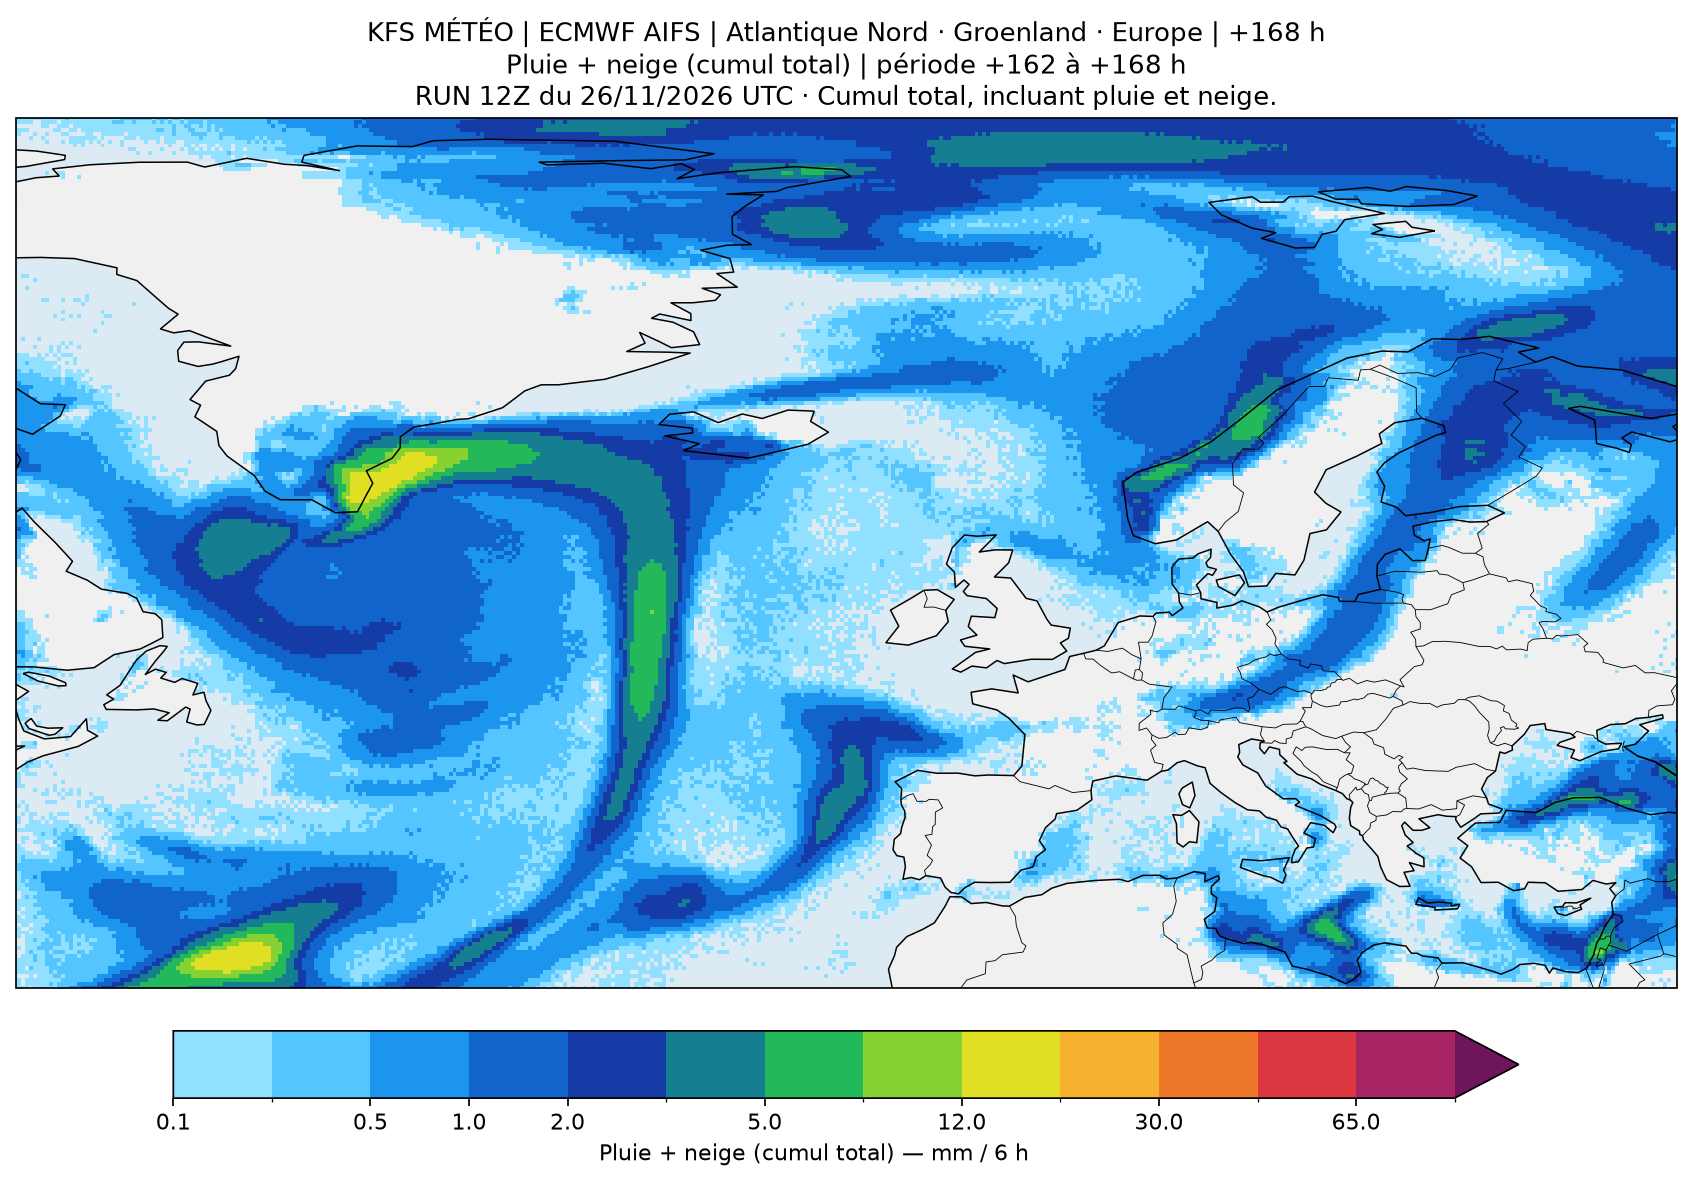 KFS MÉTÉO | ECMWF AIFS | Atlantique Nord · Groenland · Europe | +168 h
Pluie + neige (cumul total) | période +162 à +168 h
RUN 12Z du 26/11/2026 UTC · Cumul total, incluant pluie et neige.
0.1 0.5 1.0 2.0 5.0 12.0 30.0 65.0
Pluie + neige (cumul total) — mm / 6 h